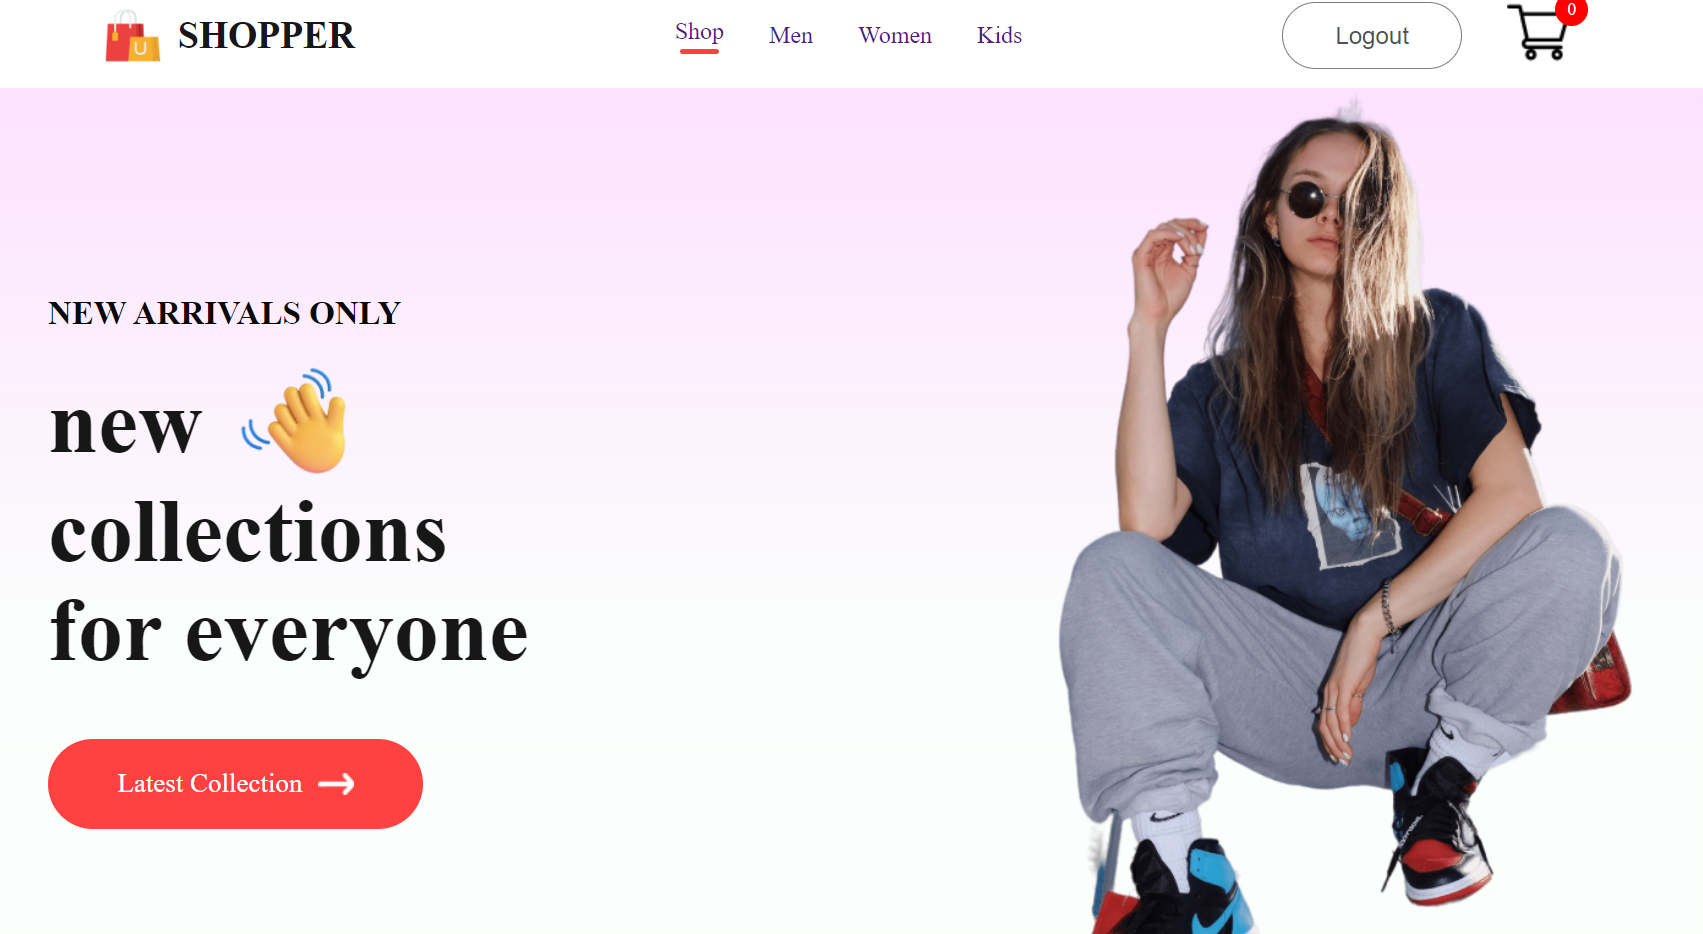 U
SHOPPER
Shop
Men
Women
Kids
Logout
0
NEW ARRIVALS ONLY
new
collections
for everyone
Latest Collection